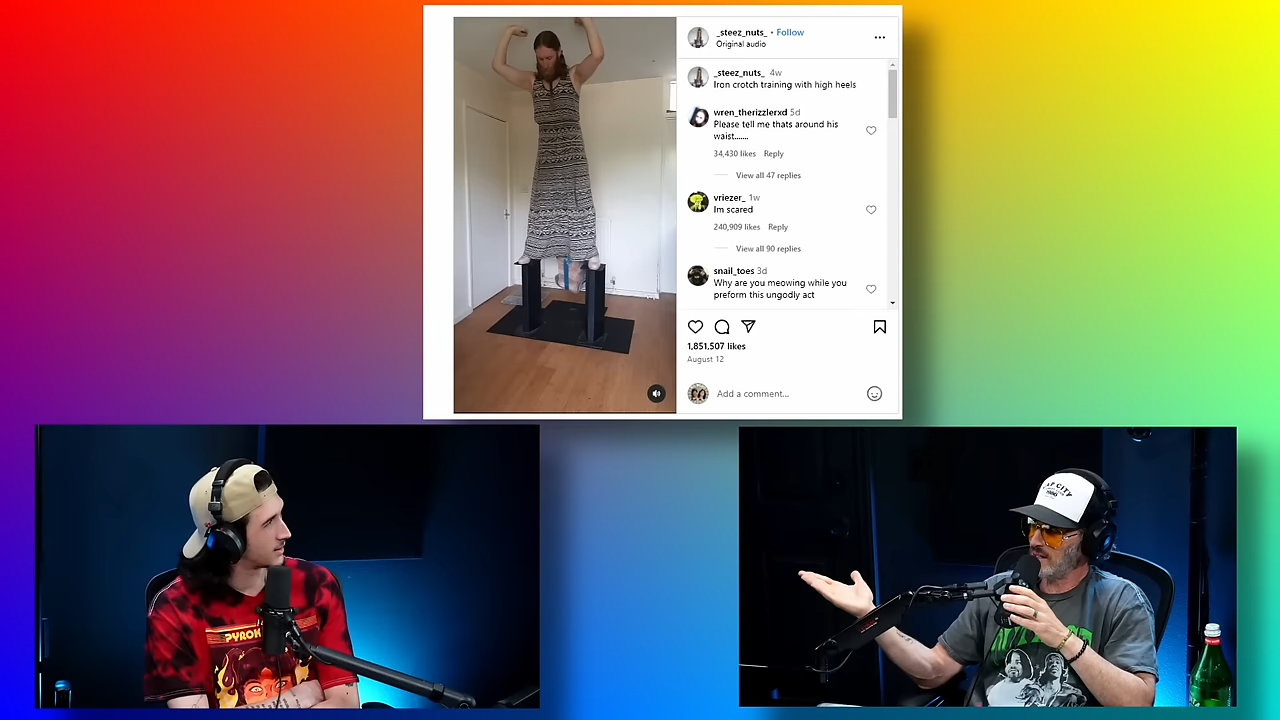 _steez_nuts_ • Follow
Original audio
_steez_nuts_ 4w
Iron crotch training with high heels
wren_therizzlerxd 5d
Please tell me thats around his
waist.......
34,430 likes Reply
View all 47 replies
vriezer_ 1w
Im scared
240,909 likes Reply
View all 90 replies
snail_toes 3d
Why are you meowing while you
preform this ungodly act
1,851,507 likes
August 12
Add a comment...
PYROK